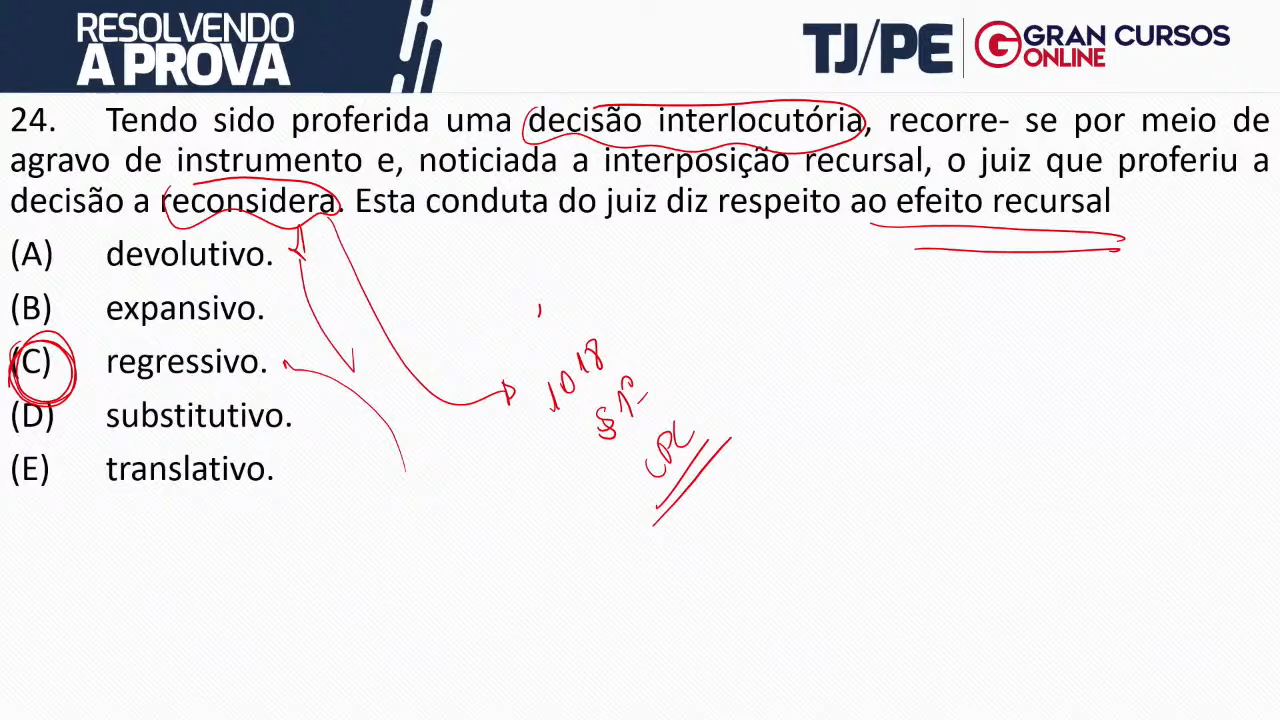 RESOLVENDO
A PROVA
TJ/PE
G GRAN CURSOS
ONLINE
24. Tendo sido proferida uma decisão interlocutória, recorre- se por meio de
agravo de instrumento e, noticiada a interposição recursal, o juiz que proferiu a
decisão a reconsidera. Esta conduta do juiz diz respeito ao efeito recursal
(A) devolutivo.
(B) expansivo.
(C) regressivo.
(D) substitutivo.
(E) translativo.
1018
§ 1º
CPC